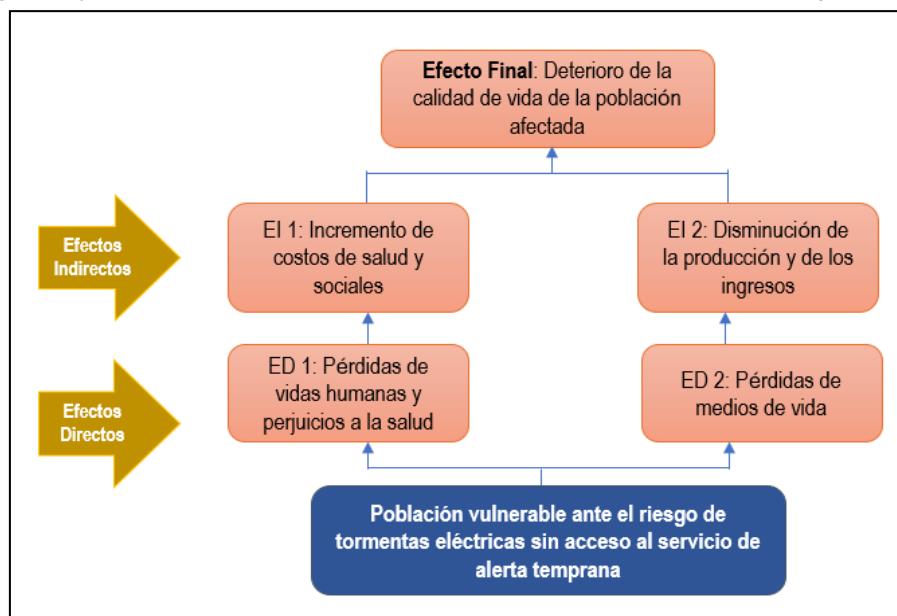 Efecto Final: Deterioro de la
calidad de vida de la población
afectada
Efectos
Indirectos
EI 1: Incremento de
costos de salud y
sociales
EI 2: Disminución de
la producción y de los
ingresos
Efectos
Directos
ED 1: Pérdidas de
vidas humanas y
perjuicios a la salud
ED 2: Pérdidas de
medios de vida
Población vulnerable ante el riesgo de
tormentas eléctricas sin acceso al servicio de
alerta temprana